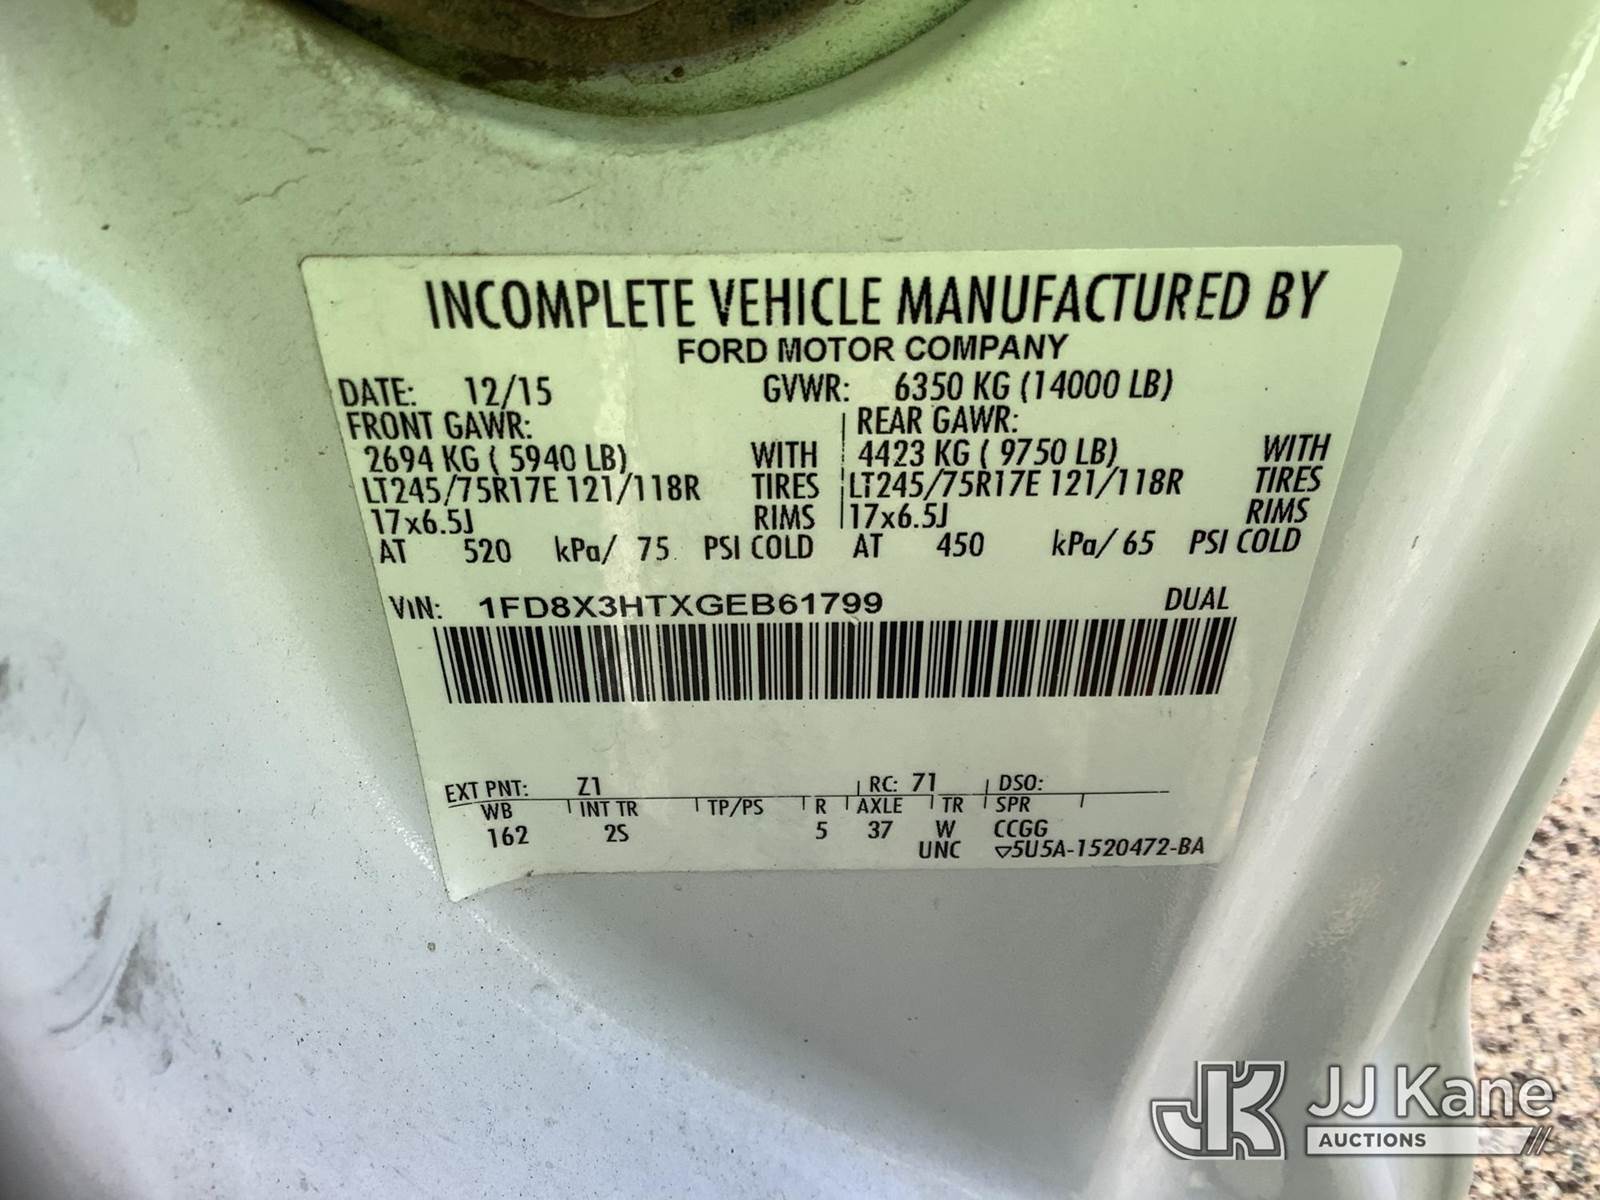 INCOMPLETE VEHICLE MANUFACTURED BY
FORD MOTOR COMPANY
DATE: 12/15 GVWR: 6350 KG (14000 LB)
FRONT GAWR: REAR GAWR:
2694 KG ( 5940 LB) WITH 4423 KG ( 9750 LB) WITH
LT245/75R17E 121/118R TIRES LT245/75R17E 121/118R TIRES
17x6.5J RIMS 17x6.5J RIMS
AT 520 kPa/ 75 PSI COLD AT 450 kPa/ 65 PSI COLD
VIN: 1FD8X3HTXGEB61799 DUAL
EXT PNT: Z1 RC: 71 DSO:
WB INT TR TP/PS R AXLE TR SPR
162 2S 5 37 W CCGG
UNC ▽5U5A-1520472-BA
JK JJ Kane
AUCTIONS